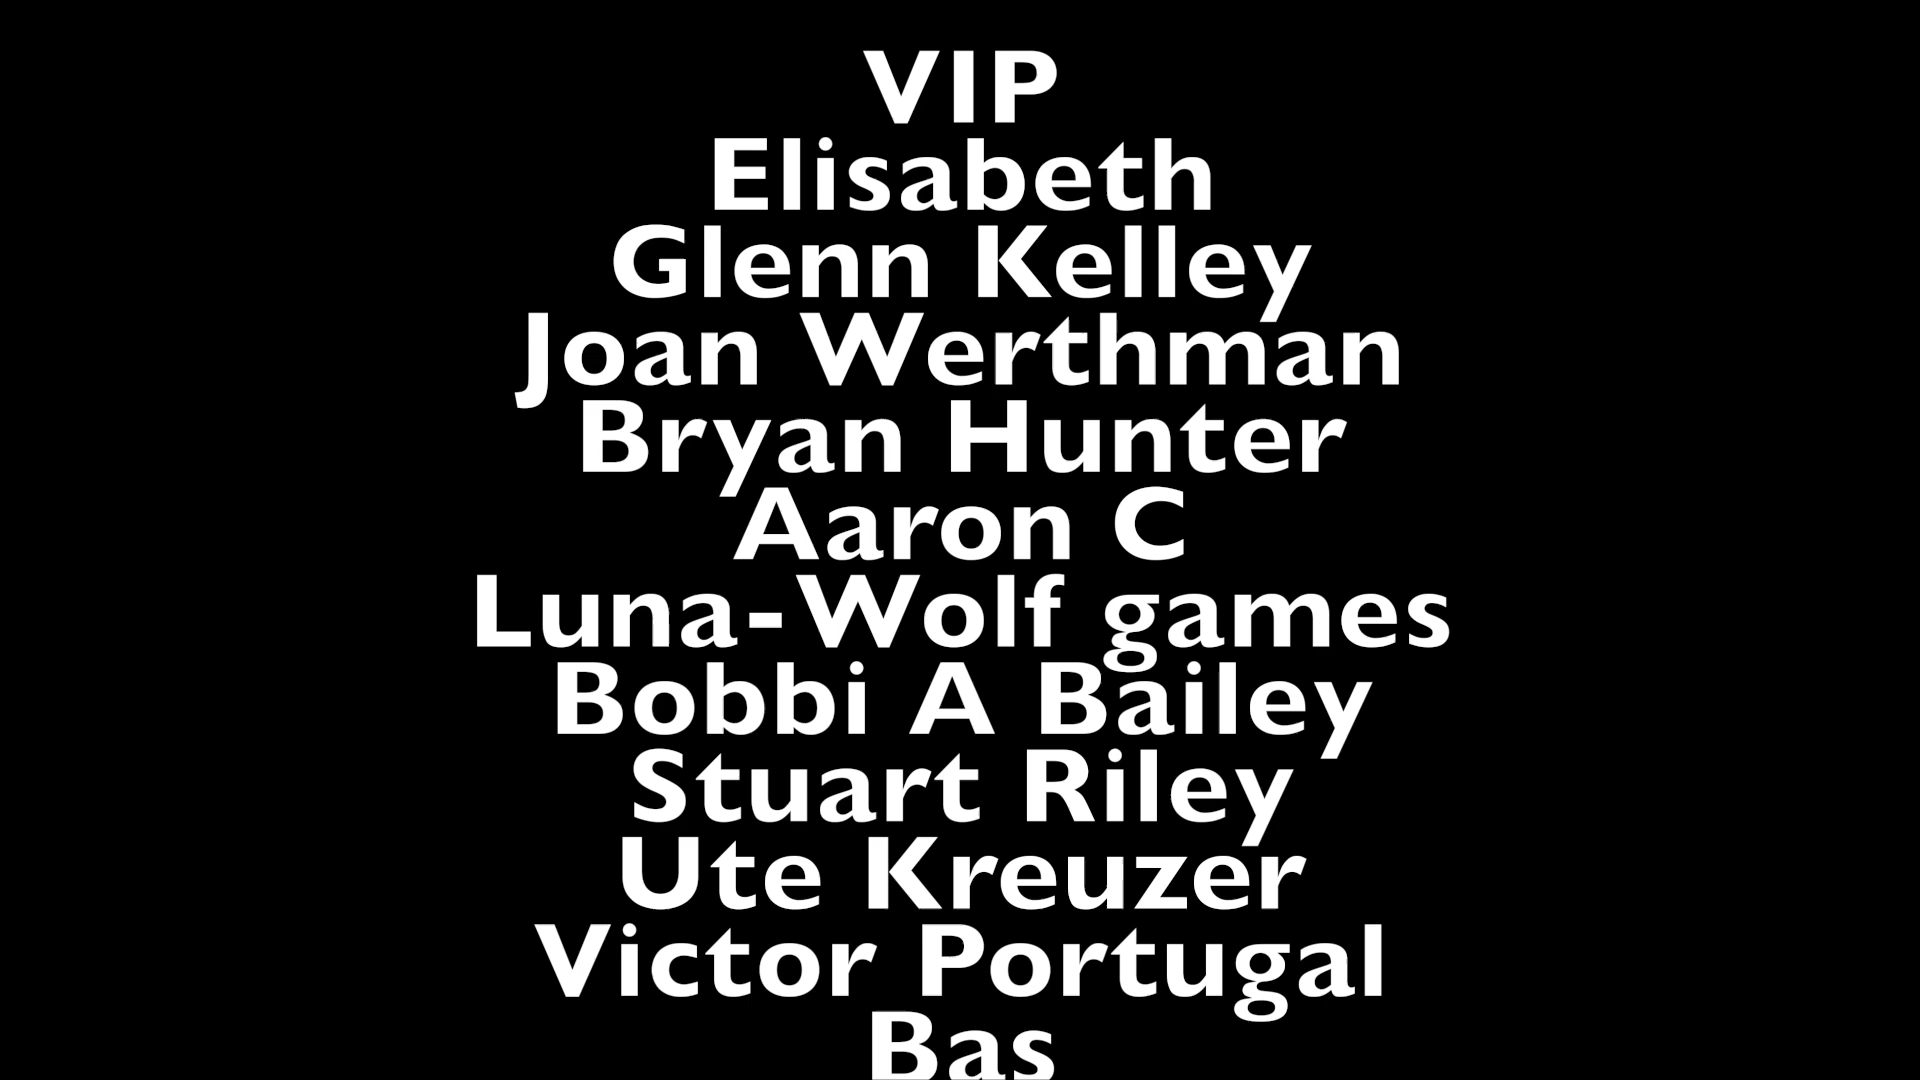 VIP
Elisabeth
Glenn Kelley
Joan Werthman
Bryan Hunter
Aaron C
Luna-Wolf games
Bobbi A Bailey
Stuart Riley
Ute Kreuzer
Victor Portugal
Bas